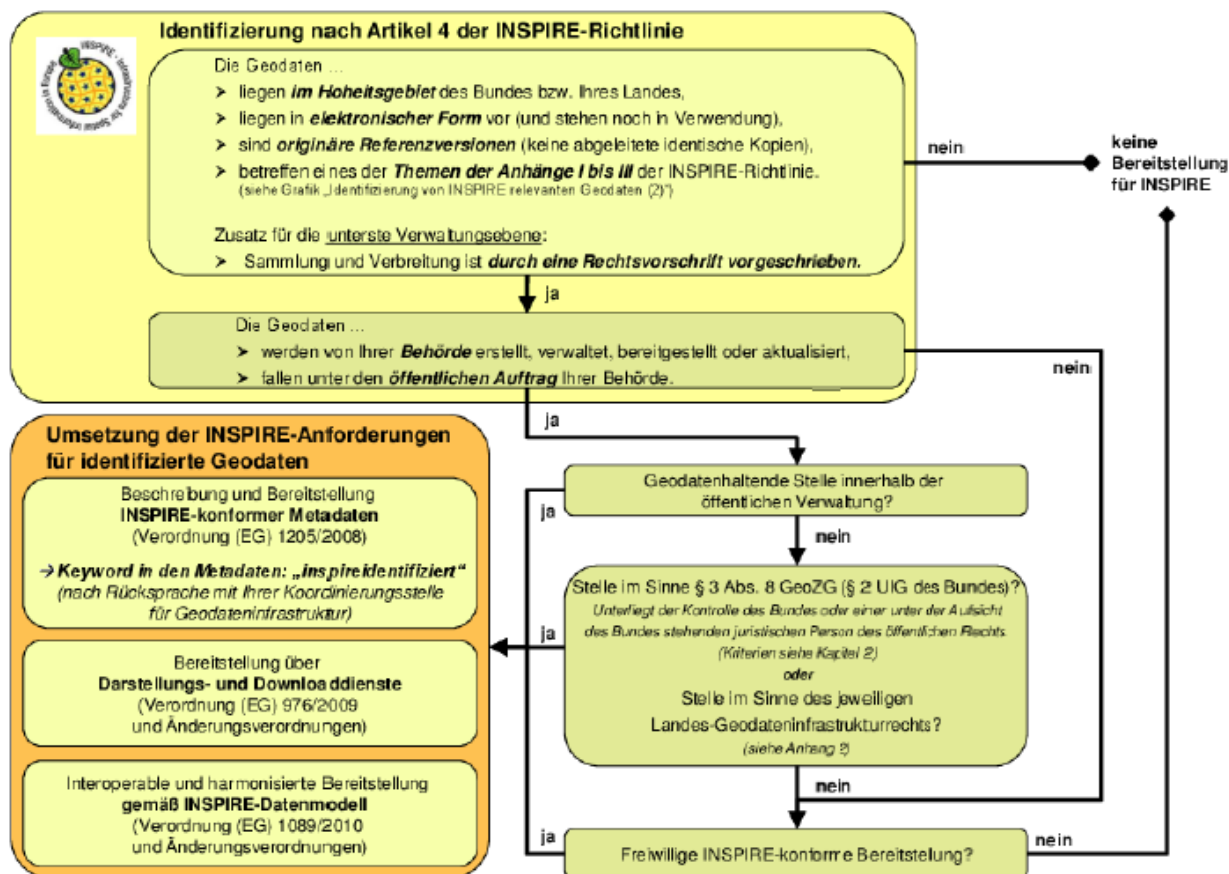 Identifizierung nach Artikel 4 der INSPIRE-Richtlinie
INSPIRE - Infrastructure for Spatial Information in Europe
Die Geodaten ...
➤ liegen im Hoheitsgebiet des Bundes bzw. Ihres Landes,
➤ liegen in elektronischer Form vor (und stehen noch in Verwendung),
➤ sind originäre Referenzversionen (keine abgeleitete identische Kopien),
➤ betreffen eines der Themen der Anhänge I bis III der INSPIRE-Richtlinie.
(siehe Grafik „Identifizierung von INSPIRE relevanten Geodaten (2)“)
Zusatz für die unterste Verwaltungsebene:
➤ Sammlung und Verbreitung ist durch eine Rechtsvorschrift vorgeschrieben.
nein
keine
Bereitstellung
für INSPIRE
ja
Die Geodaten ...
➤ werden von Ihrer Behörde erstellt, verwaltet, bereitgestellt oder aktualisiert,
➤ fallen unter den öffentlichen Auftrag Ihrer Behörde.
nein
ja
Umsetzung der INSPIRE-Anforderungen
für identifizierte Geodaten
Beschreibung und Bereitstellung
INSPIRE-konformer Metadaten
(Verordnung (EG) 1205/2008)
→ Keyword in den Metadaten: „inspireidentifiziert“
(nach Rücksprache mit Ihrer Koordinierungsstelle
für Geodateninfrastruktur)
Bereitstellung über
Darstellungs- und Downloaddienste
(Verordnung (EG) 976/2009
und Änderungsverordnungen)
Interoperable und harmonisierte Bereitstellung
gemäß INSPIRE-Datenmodell
(Verordnung (EG) 1089/2010
und Änderungsverordnungen)
Geodatenhaltende Stelle innerhalb der
öffentlichen Verwaltung?
ja
nein
Stelle im Sinne § 3 Abs. 8 GeoZG (§ 2 UIG des Bundes)?
Unterliegt der Kontrolle des Bundes oder einer unter der Aufsicht
des Bundes stehenden juristischen Person des öffentlichen Rechts.
(Kriterien siehe Kapitel 2)
oder
Stelle im Sinne des jeweiligen
Landes-Geodateninfrastrukturrechts?
(siehe Anhang 2)
ja
nein
Freiwillige INSPIRE-konforme Bereitstellung?
ja
nein